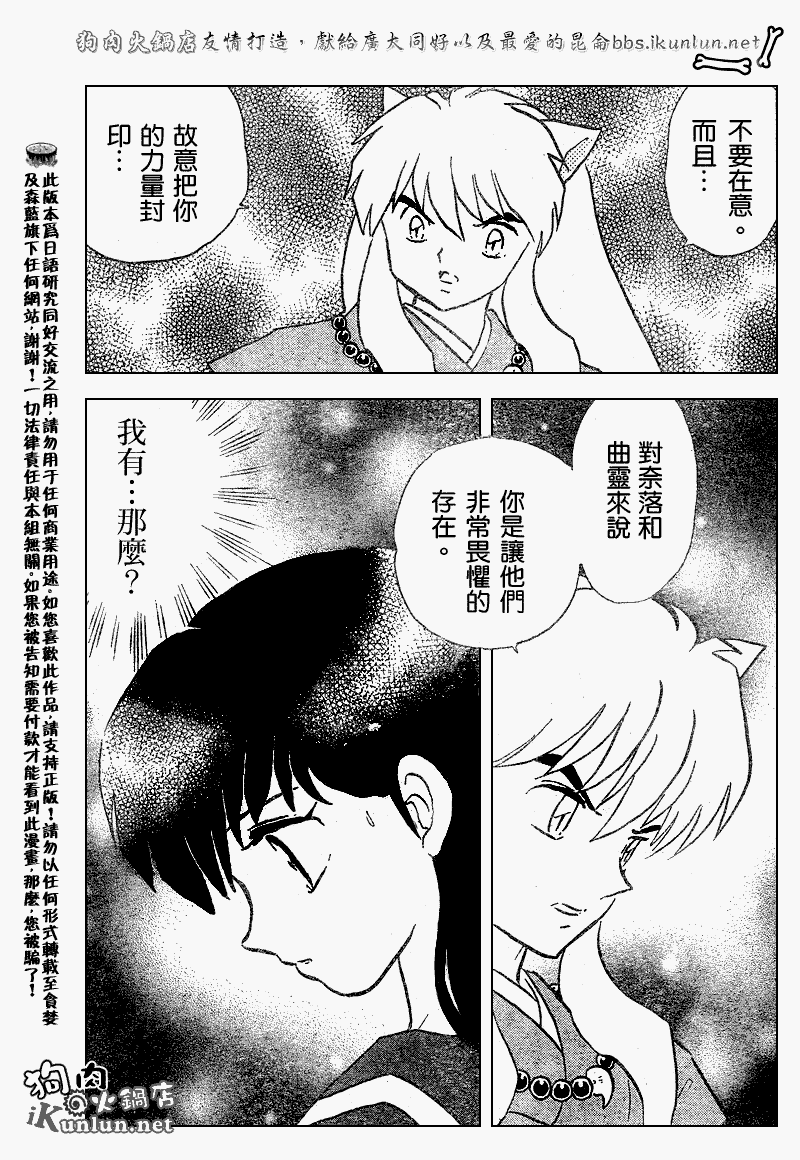 狗肉火鍋店友情打造，獻給廣大同好以及最愛的昆侖bbs.ikunlun.net
不要在意。
而且…
故意把你
的力量封
印…
對奈落和
曲靈來說
你是讓他們
非常畏懼的
存在。
我有…那麼？
此版本爲日語研究同好交流之用，請勿用于任何商業用途。如您喜歡此作品，請支持正版！請勿以任何形式轉載至貪婪
及森藍旗下任何網站，謝謝！一切法律責任與本組無關。如果您被告知需要付款才能看到此漫畫，那麼，您被騙了！
狗肉
火鍋店
iKunlun.net